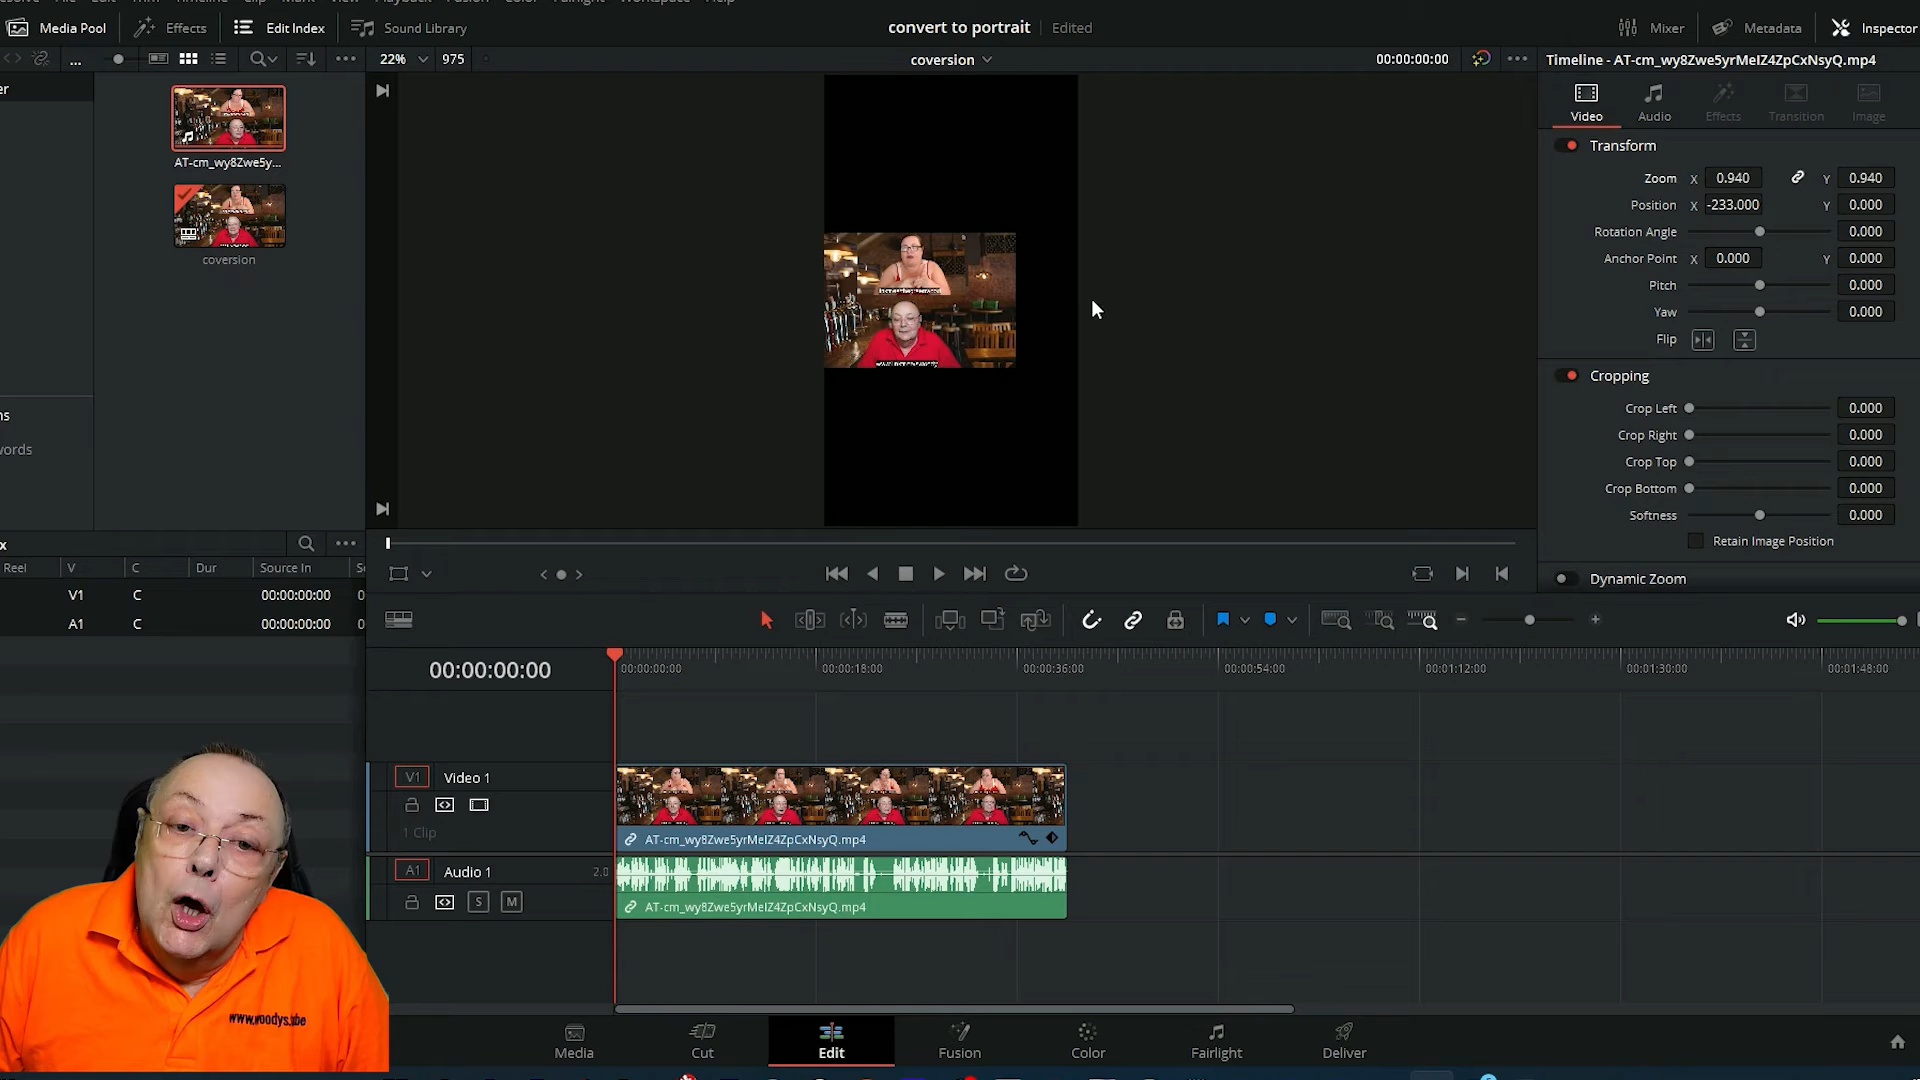 Media Pool
Effects
Edit Index
Sound Library
convert to portrait
Edited
Mixer
Metadata
Inspector
...
22%
975
coversion
00:00:00:00
Timeline - AT-cm_wy8Zwe5yrMeIZ4ZpCxNsyQ.mp4
Video
Audio
Effects
Transition
Image
Transform
Zoom X 0.940 Y 0.940
Position X -233.000 Y 0.000
Rotation Angle 0.000
Anchor Point X 0.000 Y 0.000
Pitch 0.000
Yaw 0.000
Flip
Cropping
Crop Left 0.000
Crop Right 0.000
Crop Top 0.000
Crop Bottom 0.000
Softness 0.000
Retain Image Position
Dynamic Zoom
AT-cm_wy8Zwe5y...
coversion
Reel V C Dur Source In
V1 C 00:00:00:00
A1 C 00:00:00:00
00:00:00:00
00:00:00:00
00:00:18:00
00:00:36:00
00:00:54:00
00:01:12:00
00:01:30:00
00:01:48:00
V1 Video 1
1 Clip
AT-cm_wy8Zwe5yrMeIZ4ZpCxNsyQ.mp4
A1 Audio 1 2.0
S M
AT-cm_wy8Zwe5yrMeIZ4ZpCxNsyQ.mp4
Media
Cut
Edit
Fusion
Color
Fairlight
Deliver